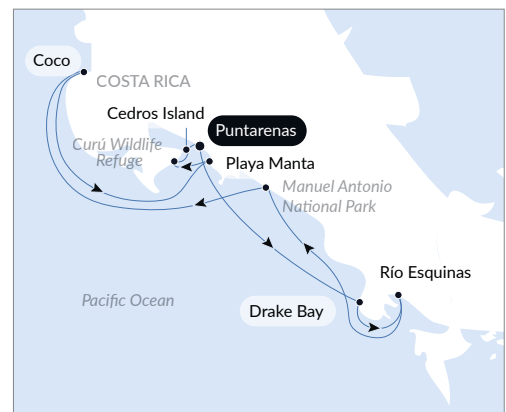 Coco
COSTA RICA
Cedros Island
Puntarenas
Curú Wildlife
Refuge
Playa Manta
Manuel Antonio
National Park
Río Esquinas
Pacific Ocean
Drake Bay